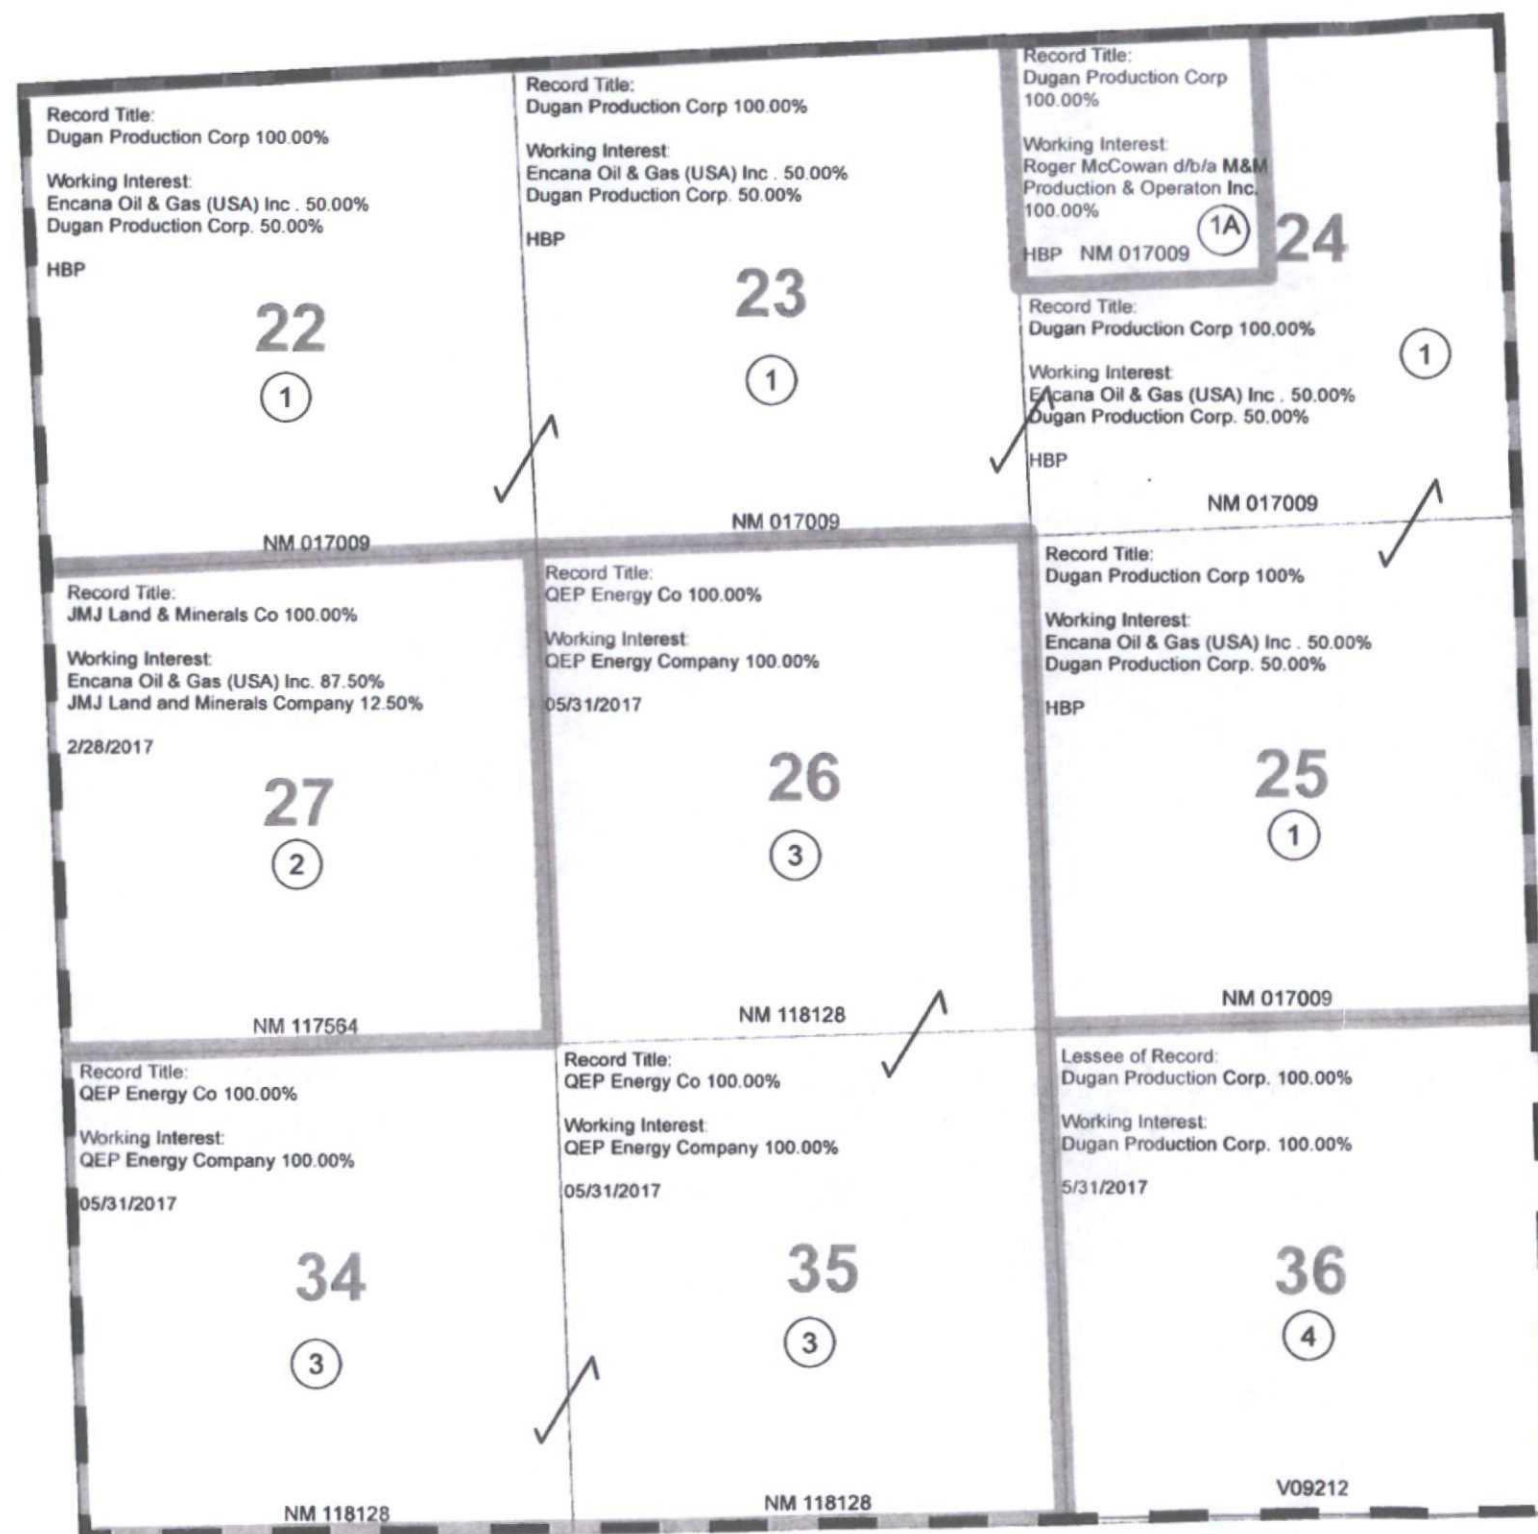 Record Title:
Dugan Production Corp 100.00%
Working Interest:
Encana Oil & Gas (USA) Inc . 50.00%
Dugan Production Corp. 50.00%
HBP
22
1
NM 017009
Record Title:
Dugan Production Corp 100.00%
Working Interest:
Encana Oil & Gas (USA) Inc . 50.00%
Dugan Production Corp. 50.00%
HBP
23
1
NM 017009
Record Title:
Dugan Production Corp
100.00%
Working Interest:
Roger McCowan d/b/a M&M
Production & Operaton Inc.
100.00%
1A
HBP NM 017009
24
Record Title:
Dugan Production Corp 100.00%
1
Working Interest:
Encana Oil & Gas (USA) Inc . 50.00%
Dugan Production Corp. 50.00%
HBP
NM 017009
Record Title:
JMJ Land & Minerals Co 100.00%
Working Interest:
Encana Oil & Gas (USA) Inc. 87.50%
JMJ Land and Minerals Company 12.50%
2/28/2017
27
2
NM 117564
Record Title:
QEP Energy Co 100.00%
Working Interest:
QEP Energy Company 100.00%
05/31/2017
26
3
NM 118128
Record Title:
Dugan Production Corp 100%
Working Interest:
Encana Oil & Gas (USA) Inc . 50.00%
Dugan Production Corp. 50.00%
HBP
25
1
NM 017009
Record Title:
QEP Energy Co 100.00%
Working Interest:
QEP Energy Company 100.00%
05/31/2017
34
3
NM 118128
Record Title:
QEP Energy Co 100.00%
Working Interest:
QEP Energy Company 100.00%
05/31/2017
35
3
NM 118128
Lessee of Record:
Dugan Production Corp. 100.00%
Working Interest:
Dugan Production Corp. 100.00%
5/31/2017
36
4
V09212